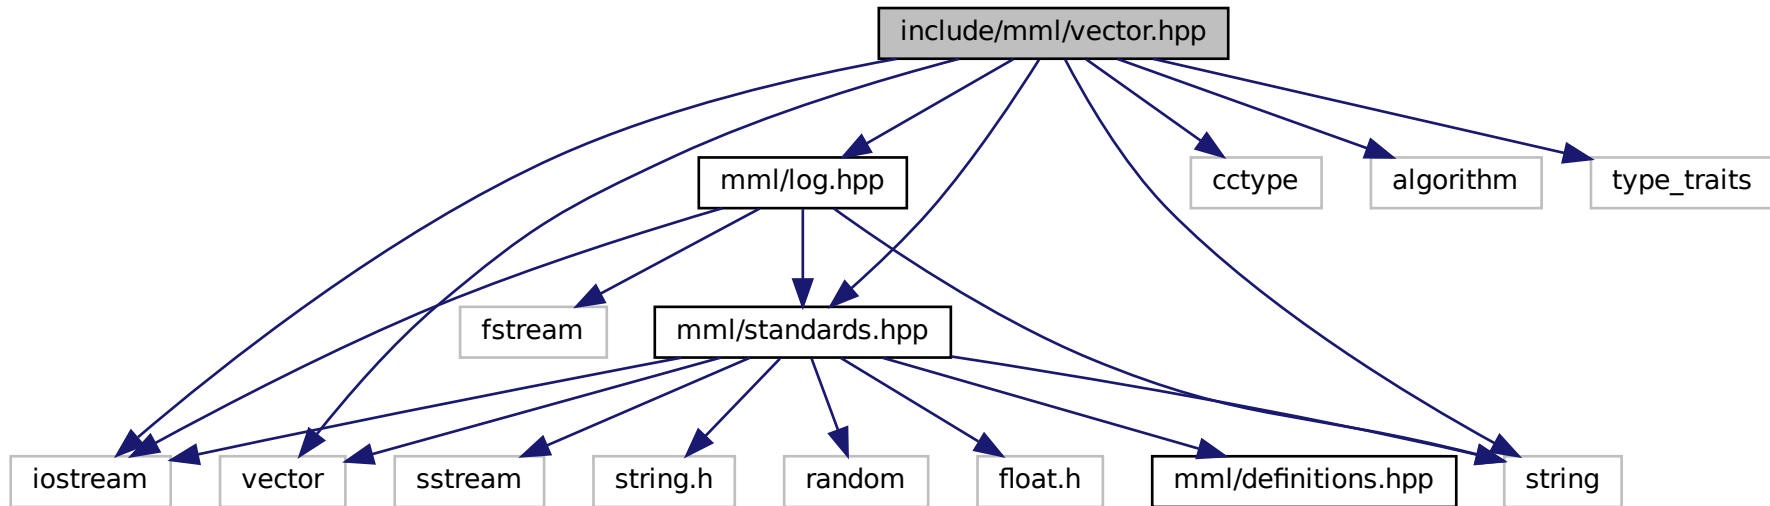 include/mml/vector.hpp
mml/log.hpp
cctype
algorithm
type_traits
fstream
mml/standards.hpp
iostream
vector
sstream
string.h
random
float.h
mml/definitions.hpp
string